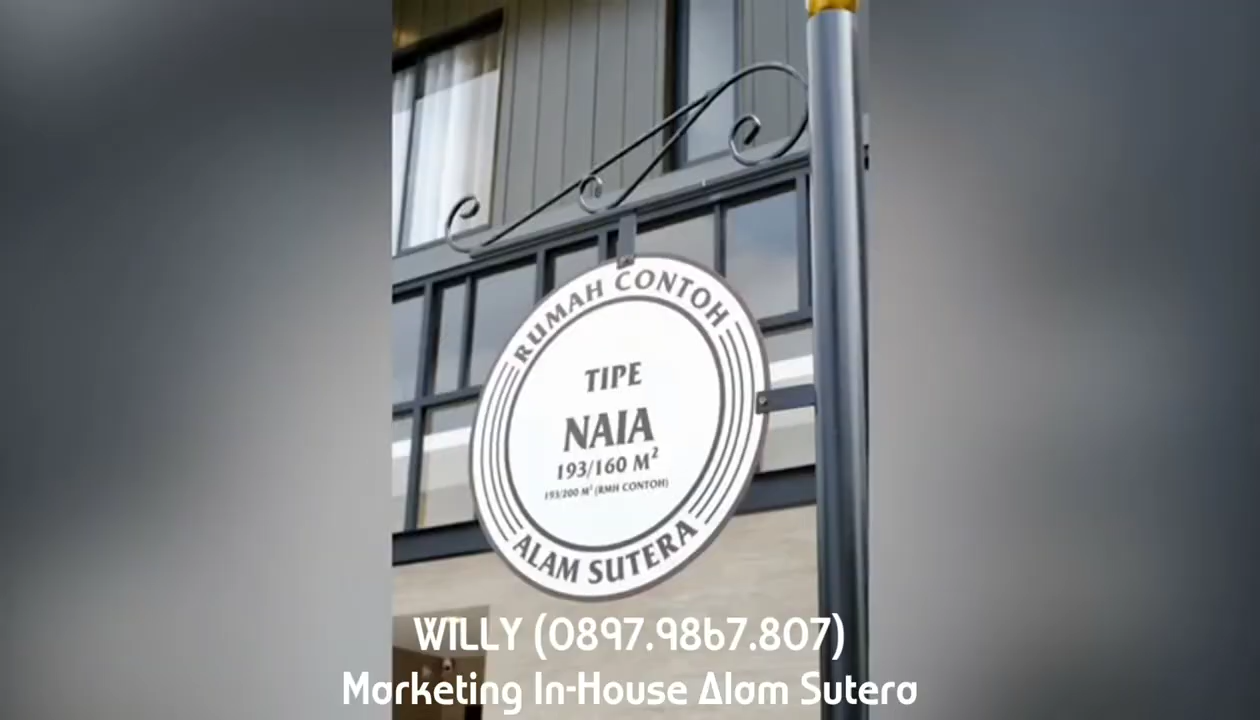 RUMAH CONTOH
TIPE
NAIA
193/160 M²
193/200 M² (RMH CONTOH)
ALAM SUTERA
WILLY (0897.9867.807)
Marketing In-House Alam Sutera